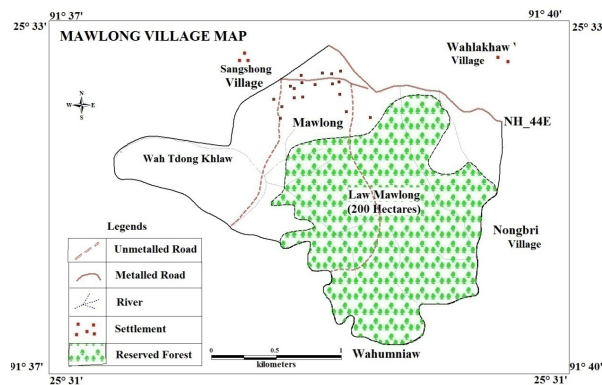 91° 37'
91° 40'
25° 33
25° 33
MAWLONG VILLAGE MAP
Wahlakhaw '
Village
Sangshong
Village
N
W
E
S
NH_44E
Mawlong
Wah Tdong Khlaw
Law Mawlong
(200 Hectares)
Nongbri
Village
Legends
Unmetalled Road
Metalled Road
River
Settlement
Reserved Forest
0
0.5
1
kilometers
Wahumniaw
91° 37'
91° 40'
25° 31'
25° 31